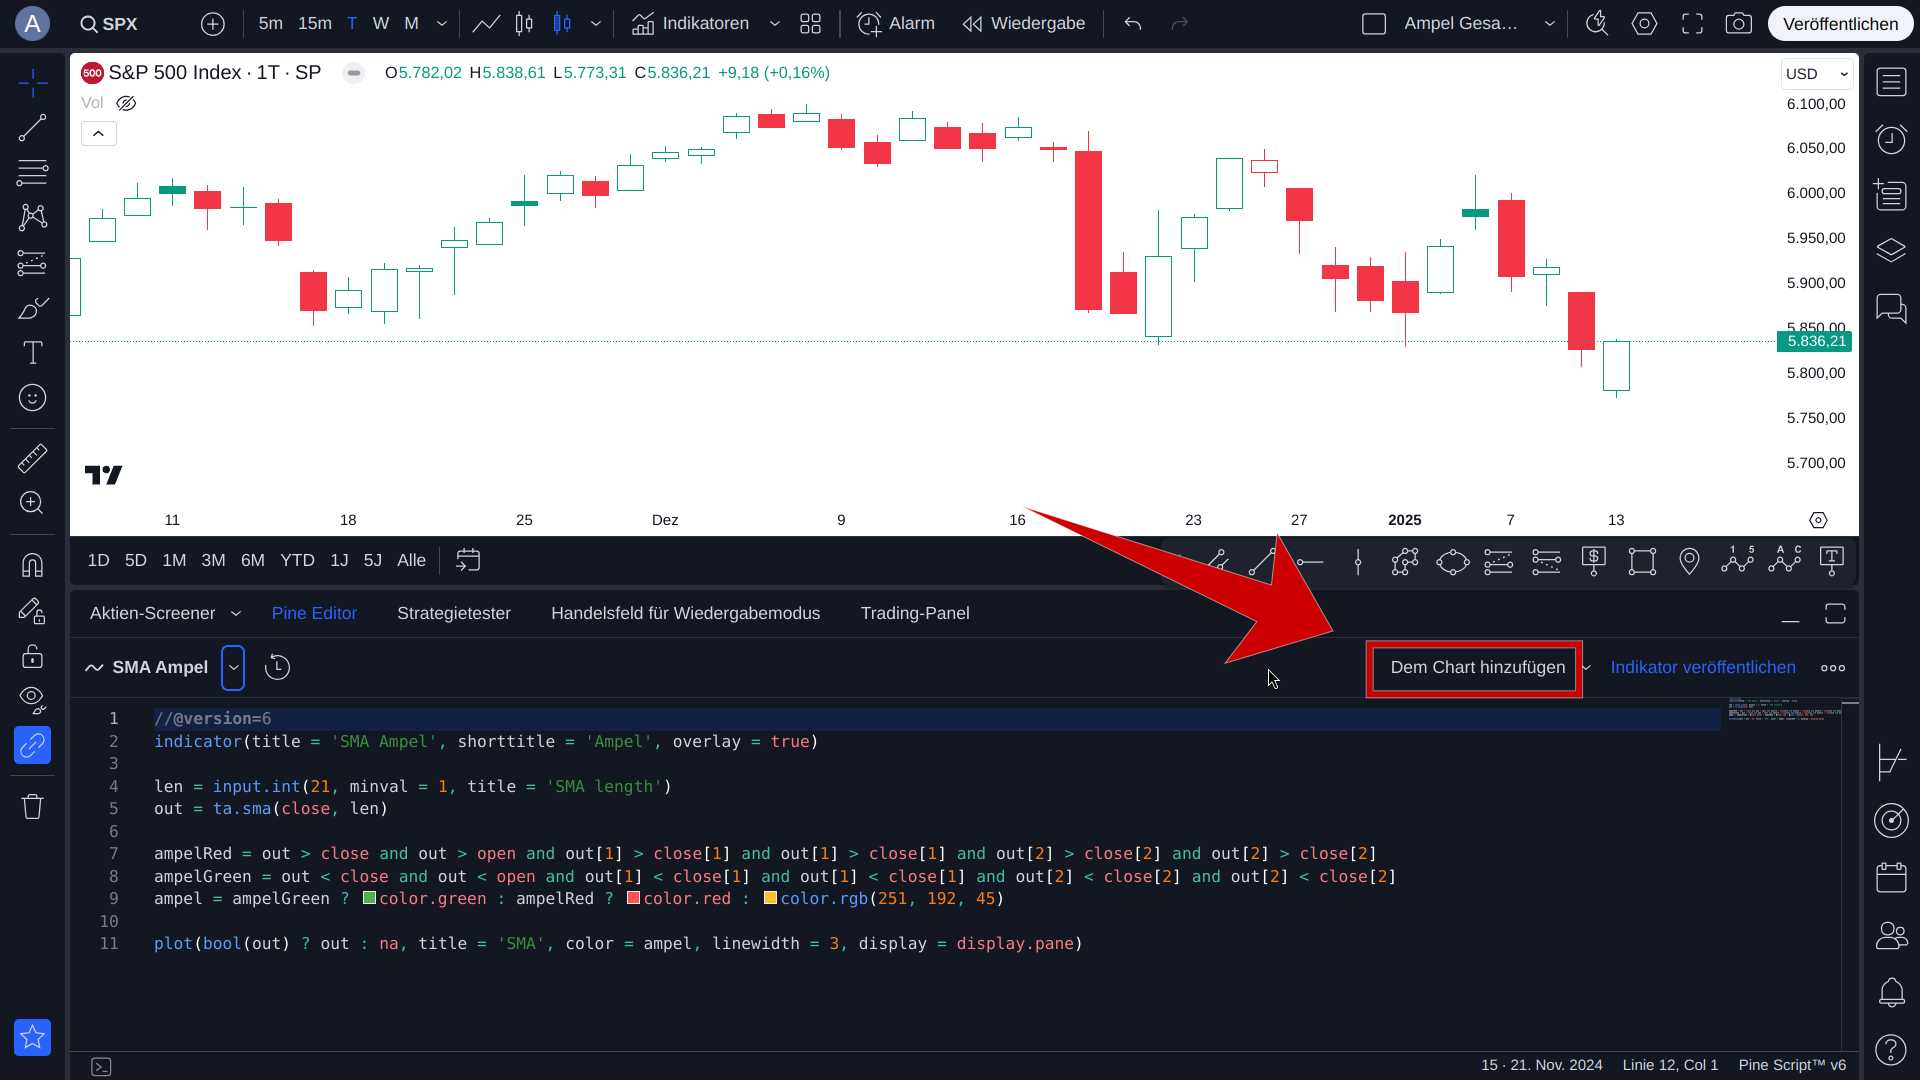 A SPX 5m 15m T W M Indikatoren Alarm Wiedergabe Ampel Gesa... Veröffentlichen
500 S&P 500 Index · 1T · SP O5.782,02 H5.838,61 L5.773,31 C5.836,21 +9,18 (+0,16%) USD
Vol
6.100,00
6.050,00
6.000,00
5.950,00
5.900,00
5.850,00
5.836,21
5.800,00
5.750,00
5.700,00
11 18 25 Dez 9 16 23 27 2025 7 13
1D 5D 1M 3M 6M YTD 1J 5J Alle
Aktien-Screener Pine Editor Strategietester Handelsfeld für Wiedergabemodus Trading-Panel
SMA Ampel Dem Chart hinzufügen Indikator veröffentlichen
1 //@version=6
2 indicator(title = 'SMA Ampel', shorttitle = 'Ampel', overlay = true)
3
4 len = input.int(21, minval = 1, title = 'SMA length')
5 out = ta.sma(close, len)
6
7 ampelRed = out > close and out > open and out[1] > close[1] and out[1] > close[1] and out[2] > close[2] and out[2] > close[2]
8 ampelGreen = out < close and out < open and out[1] < close[1] and out[1] < close[1] and out[2] < close[2] and out[2] < close[2]
9 ampel = ampelGreen ? color.green : ampelRed ? color.red : color.rgb(251, 192, 45)
10
11 plot(bool(out) ? out : na, title = 'SMA', color = ampel, linewidth = 3, display = display.pane)
15 · 21. Nov. 2024 Linie 12, Col 1 Pine Script™ v6